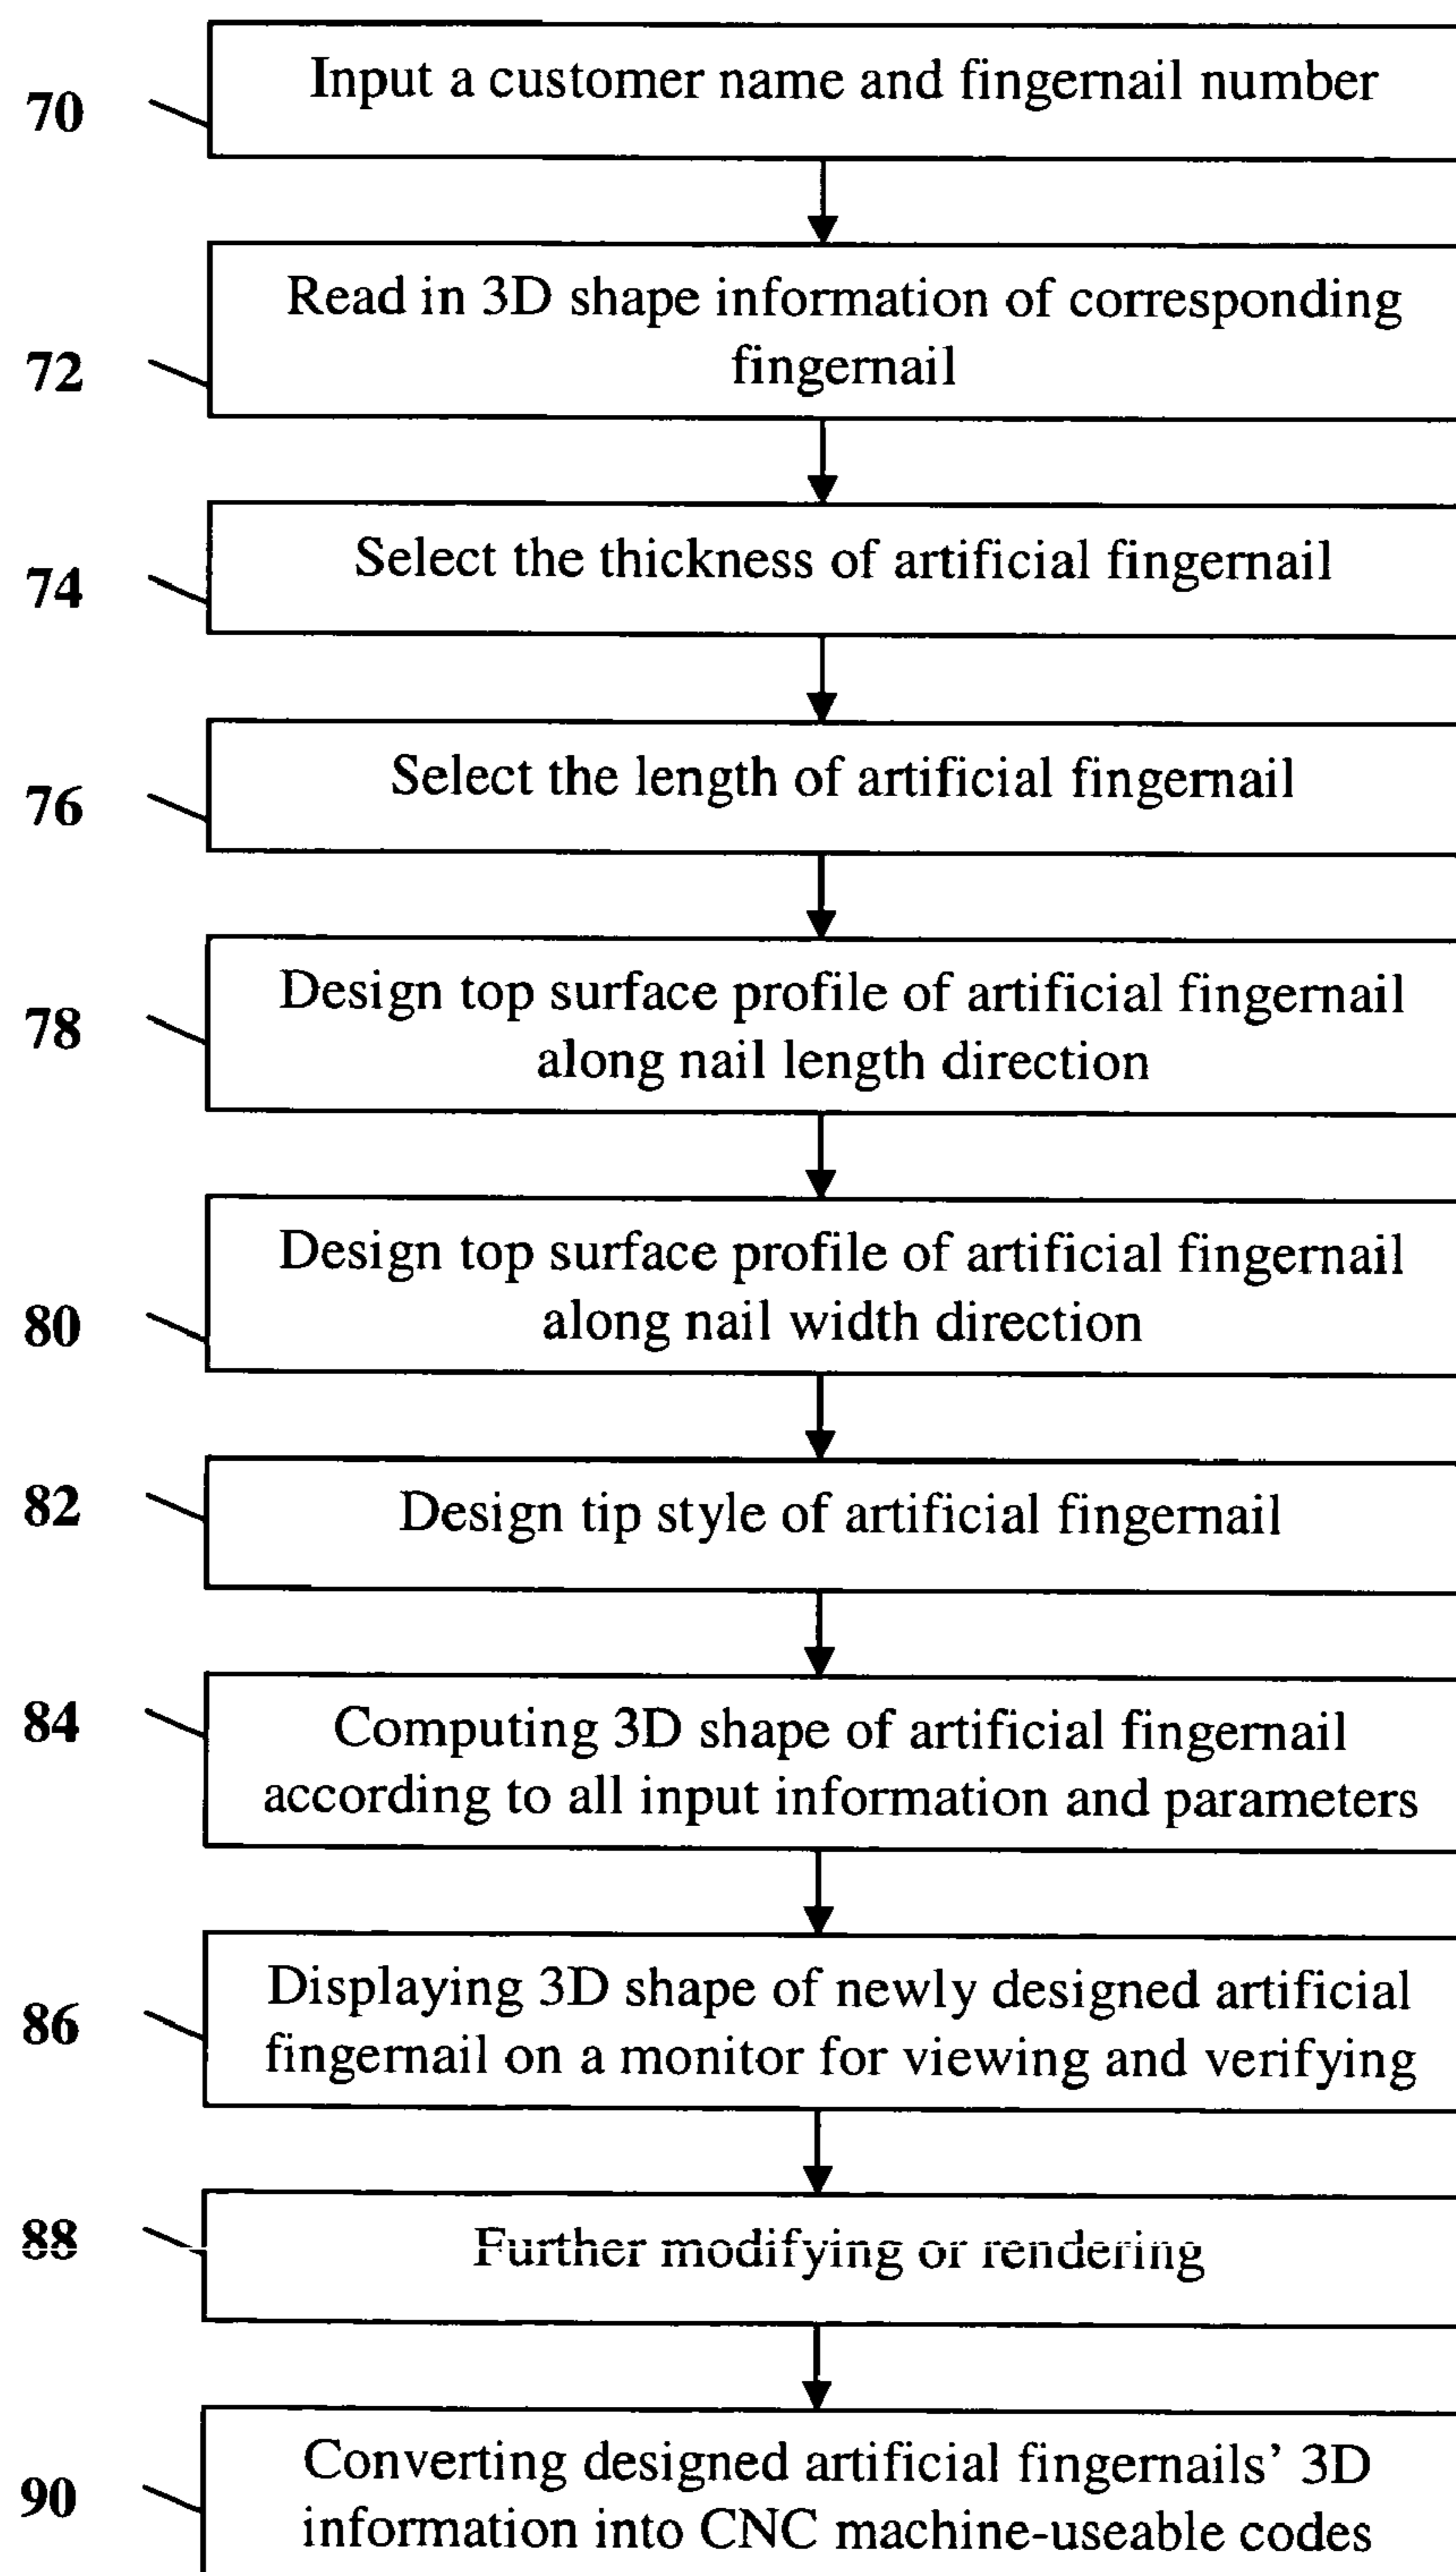 70
Input a customer name and fingernail number
72
Read in 3D shape information of corresponding
fingernail
74
Select the thickness of artificial fingernail
76
Select the length of artificial fingernail
78
Design top surface profile of artificial fingernail
along nail length direction
80
Design top surface profile of artificial fingernail
along nail width direction
82
Design tip style of artificial fingernail
84
Computing 3D shape of artificial fingernail
according to all input information and parameters
86
Displaying 3D shape of newly designed artificial
fingernail on a monitor for viewing and verifying
88
Further modifying or rendering
90
Converting designed artificial fingernails’ 3D
information into CNC machine-useable codes